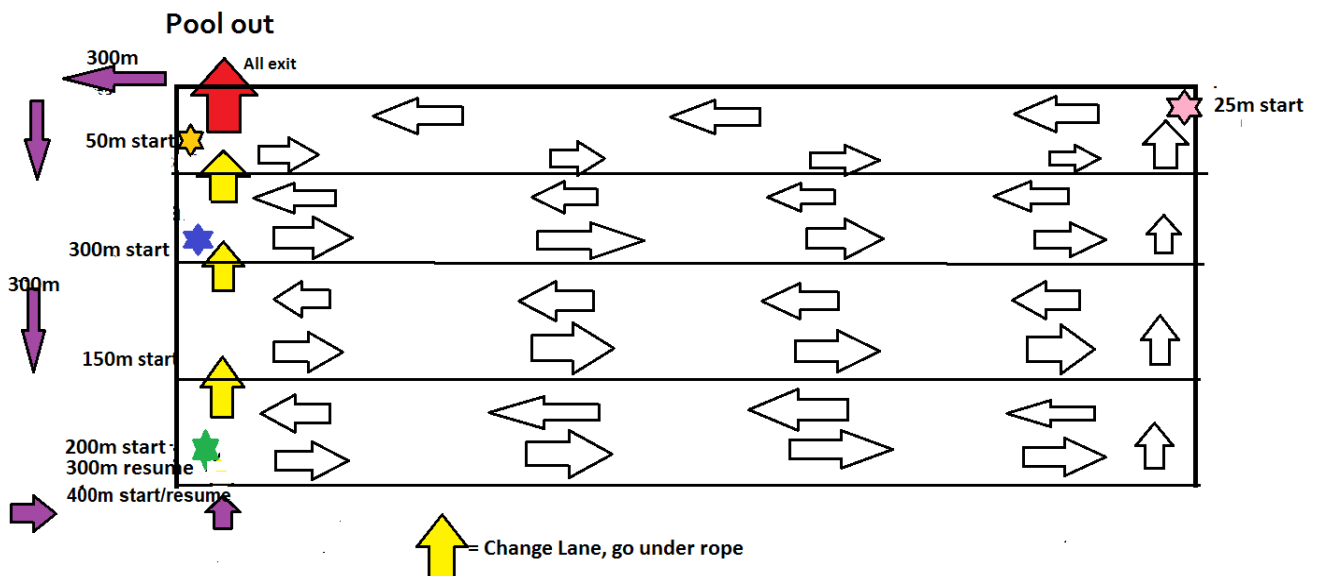 Pool out
300m
All exit
25m start
50m start
300m start
300m
150m start
200m start
300m resume
400m start/resume
= Change Lane, go under rope